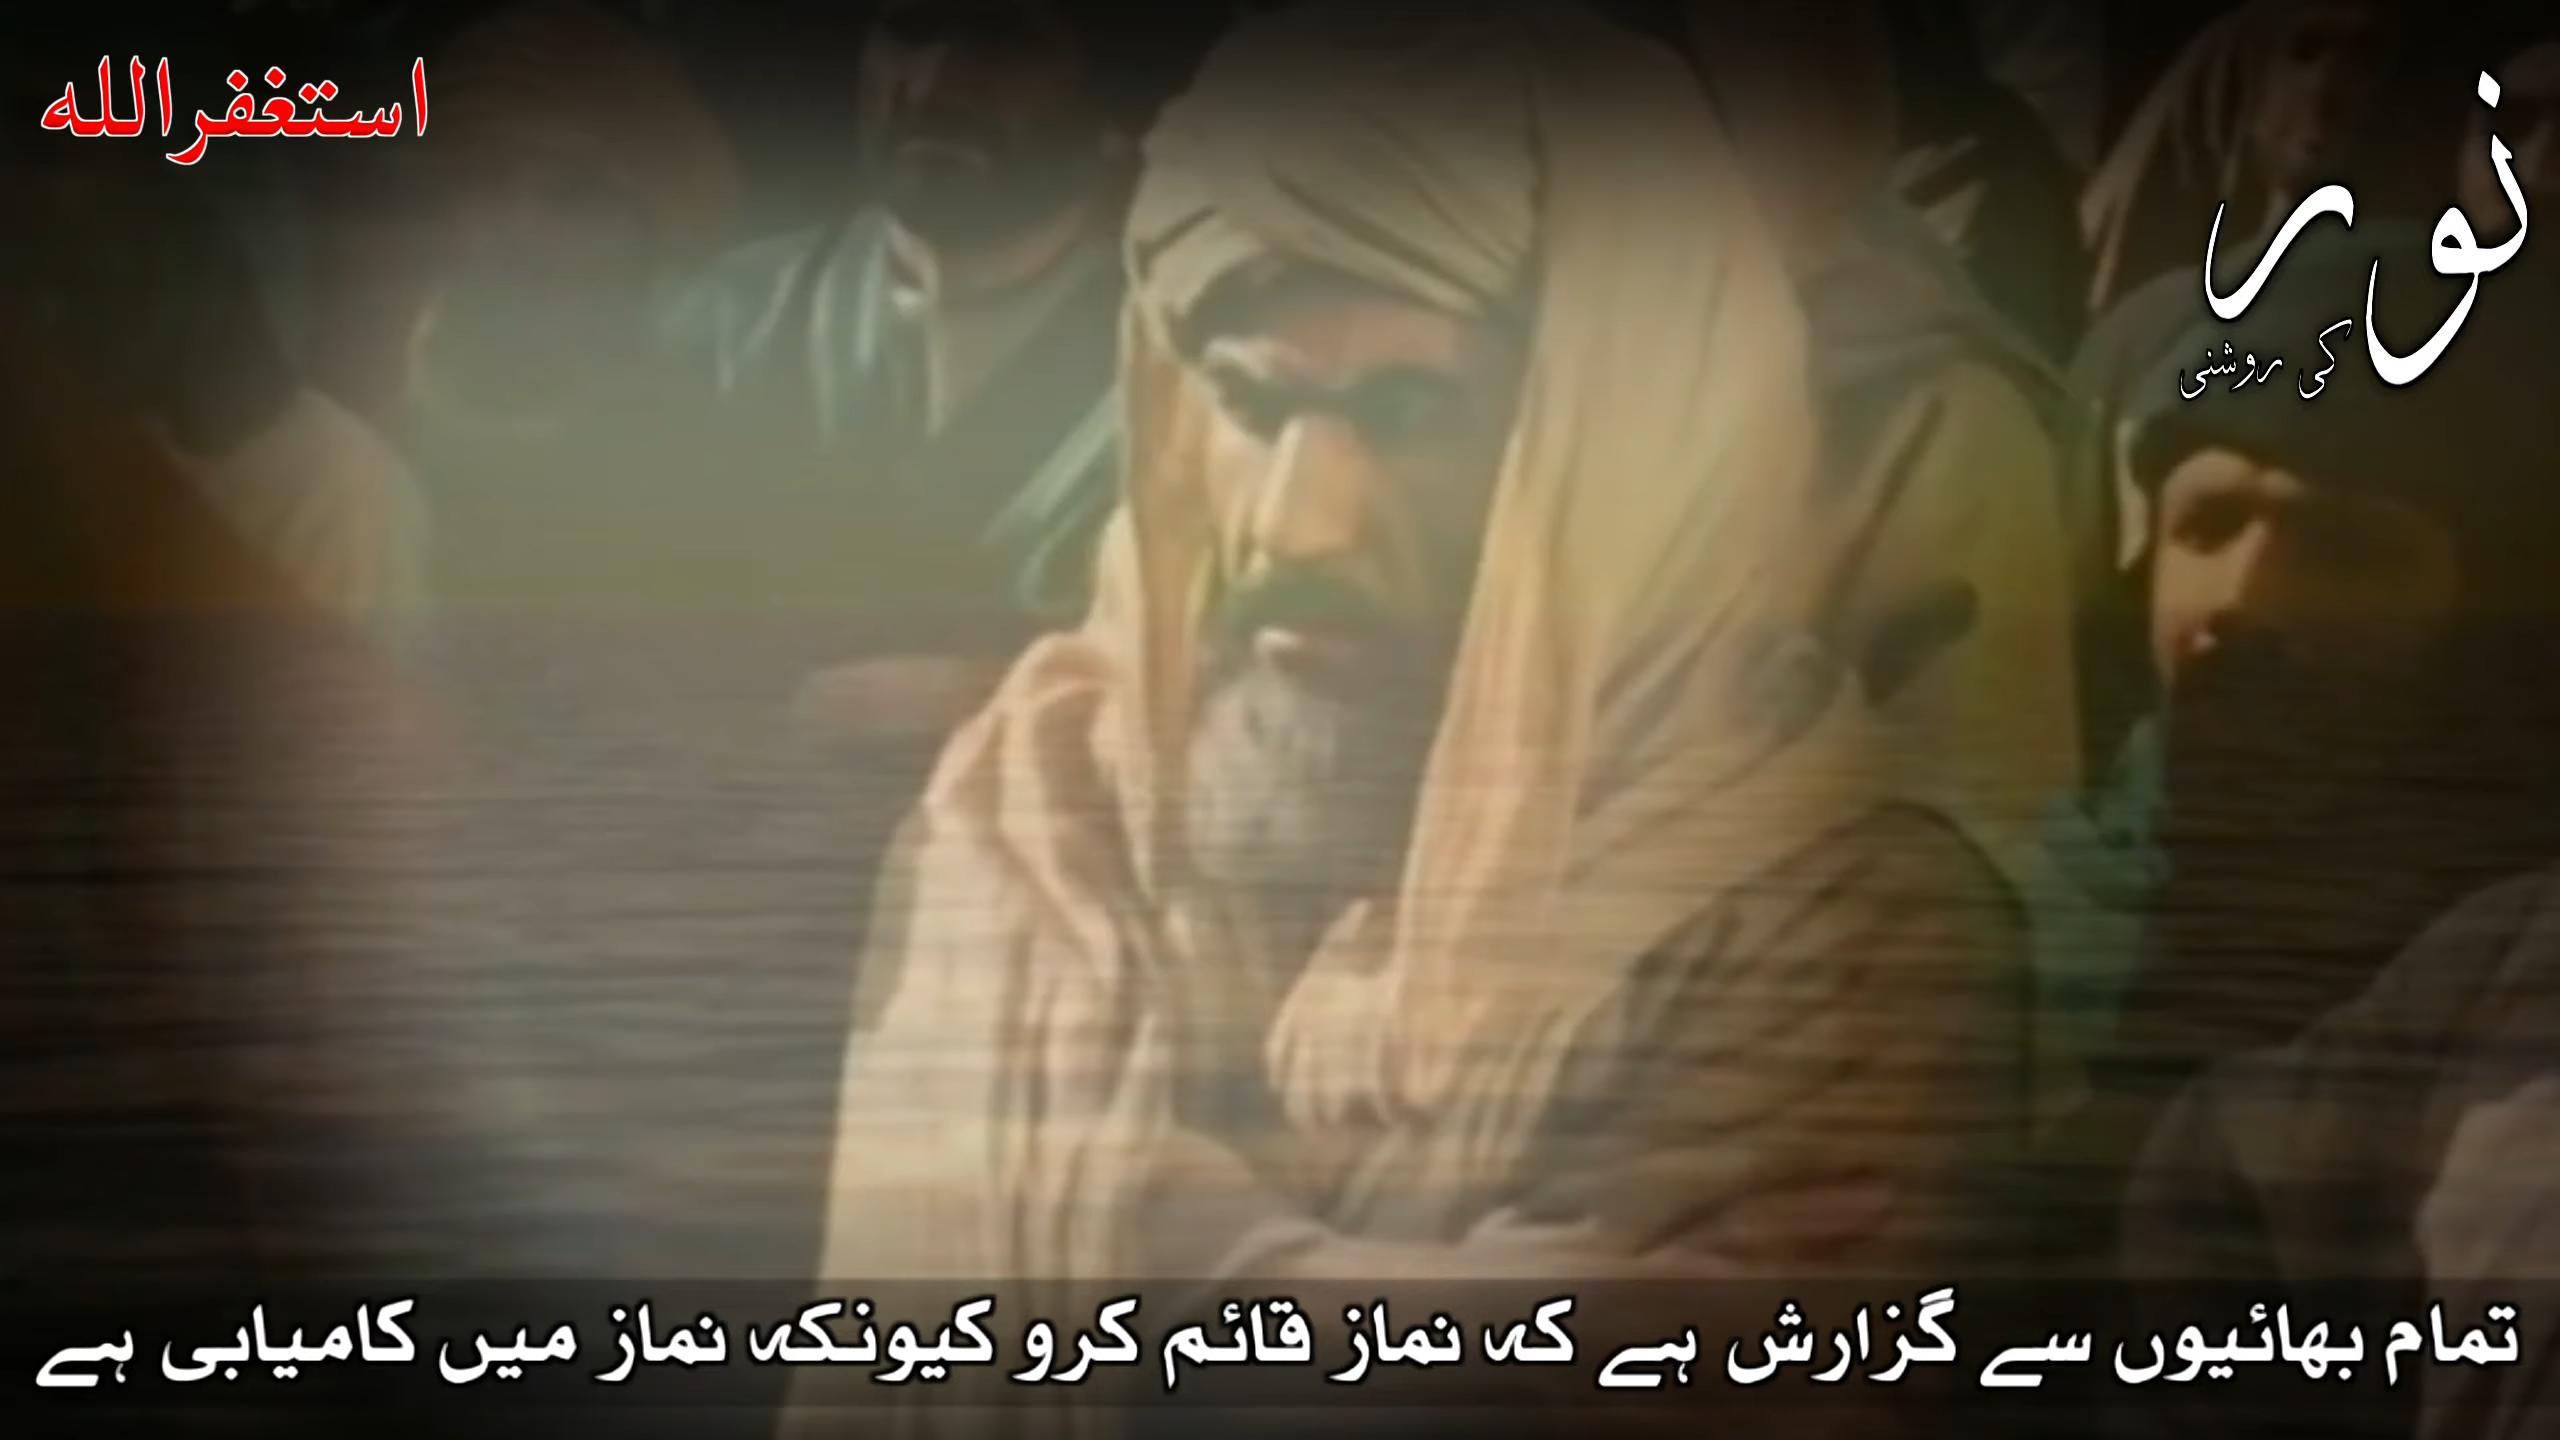 استغفرالله
نور
کی روشنی
تمام بھائیوں سے گزارش ہے کہ نماز قائم کرو کیونکہ نماز میں کامیابی ہے